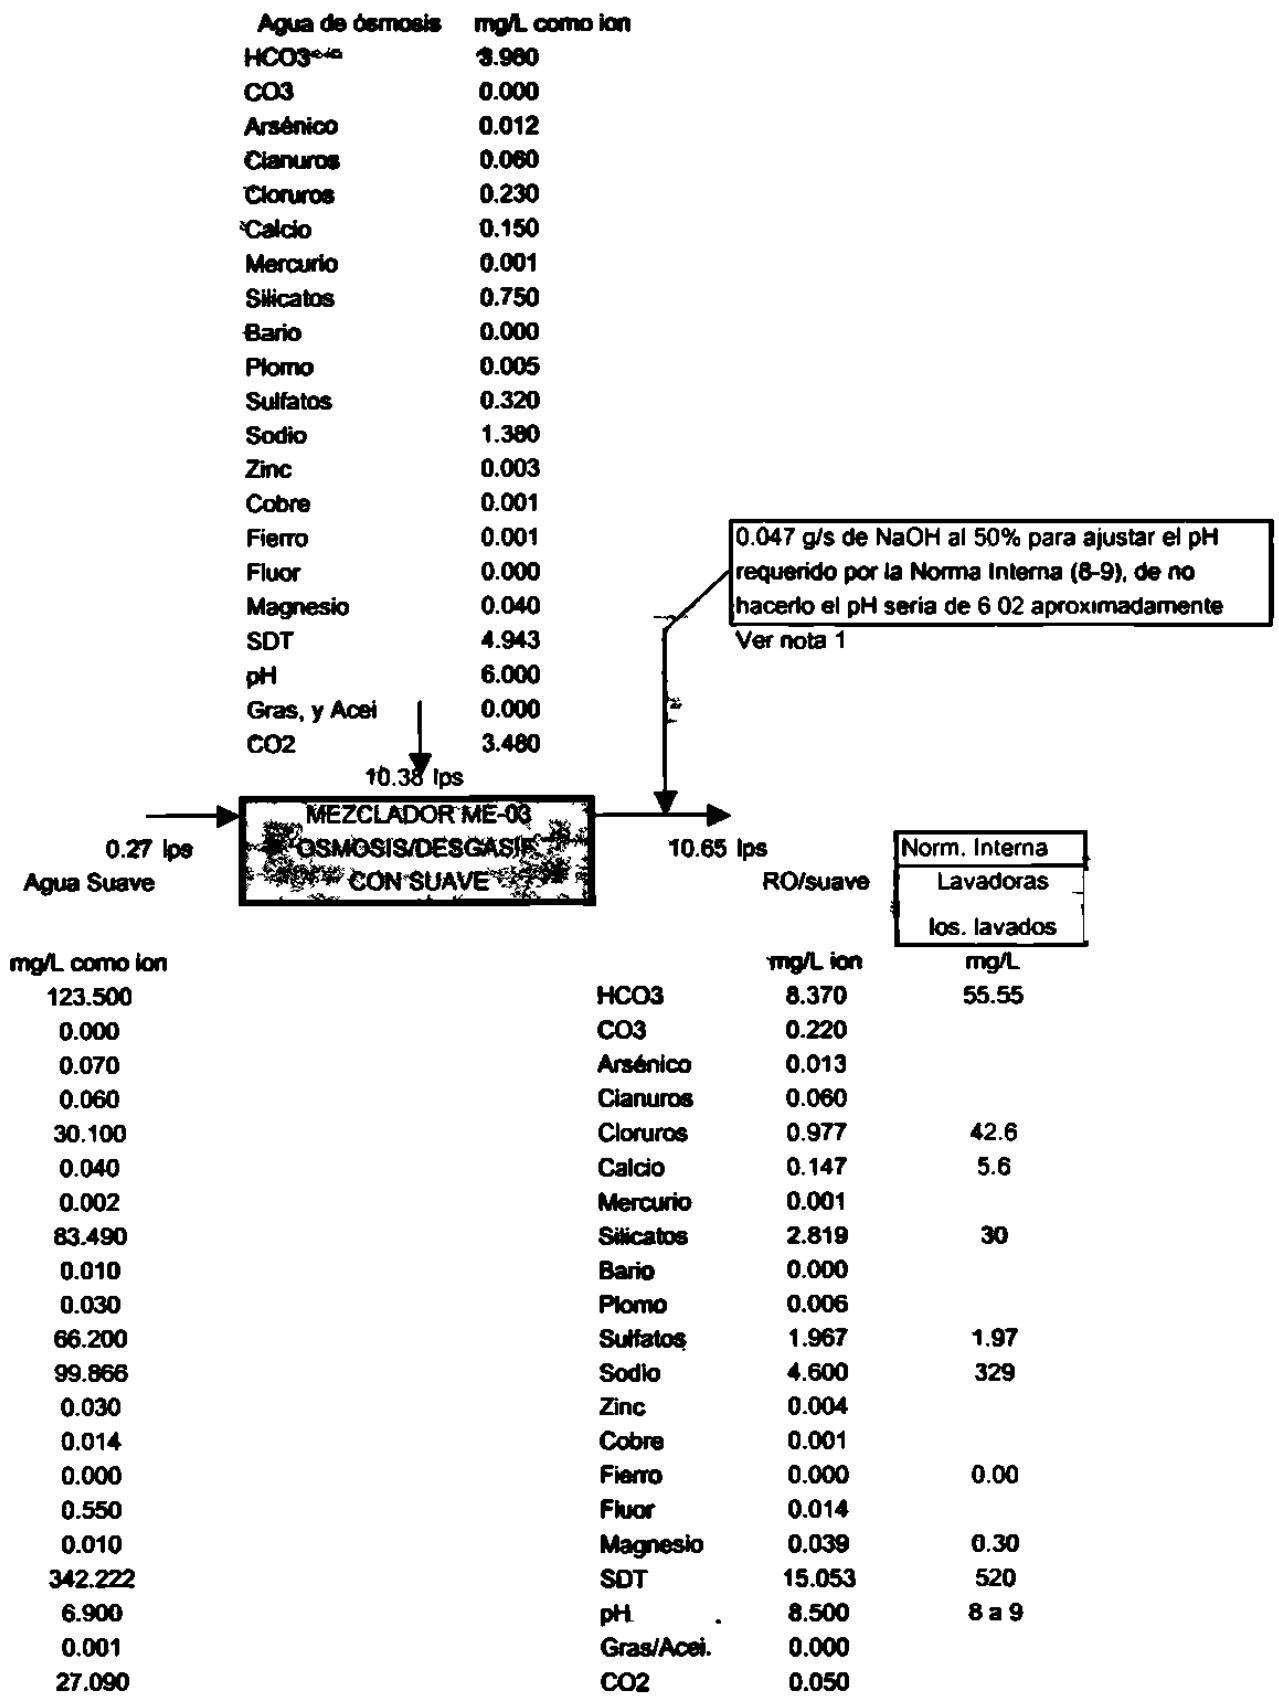 Agua de ósmosis mg/L como ion
HCO3 3.960
CO3 0.000
Arsénico 0.012
Cianuros 0.060
Cloruros 0.230
Calcio 0.150
Mercurio 0.001
Silicatos 0.750
Bario 0.000
Plomo 0.005
Sulfatos 0.320
Sodio 1.380
Zinc 0.003
Cobre 0.001
Fierro 0.001
Fluor 0.000
Magnesio 0.040
SDT 4.943
pH 6.000
Gras, y Acei 0.000
CO2 3.480
10.38 lps
0.047 g/s de NaOH al 50% para ajustar el pH
requerido por la Norma Interna (8-9), de no
hacerlo el pH seria de 6 02 aproximadamente
Ver nota 1
MEZCLADOR ME-03
OSMOSIS/DESGASIF
CON SUAVE
0.27 lps
Agua Suave
10.65 lps
RO/suave
Norm. Interna
Lavadoras
los. lavados
mg/L como ion
123.500
0.000
0.070
0.060
30.100
0.040
0.002
83.490
0.010
0.030
66.200
99.866
0.030
0.014
0.000
0.550
0.010
342.222
6.900
0.001
27.090
mg/L ion mg/L
HCO3 8.370 55.55
CO3 0.220
Arsénico 0.013
Cianuros 0.060
Cloruros 0.977 42.6
Calcio 0.147 5.6
Mercurio 0.001
Silicatos 2.819 30
Bario 0.000
Plomo 0.006
Sulfatos 1.967 1.97
Sodio 4.600 329
Zinc 0.004
Cobre 0.001
Fierro 0.000 0.00
Fluor 0.014
Magnesio 0.039 0.30
SDT 15.053 520
pH 8.500 8 a 9
Gras/Acei. 0.000
CO2 0.050